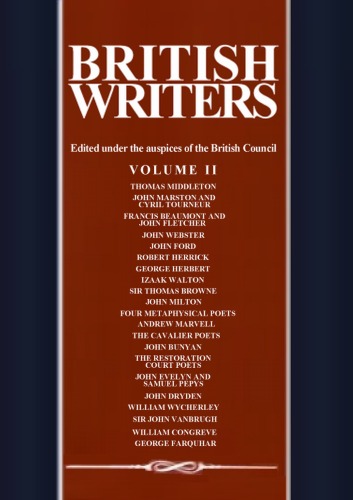 BRITISH
WRITERS
Edited under the auspices of the British Council
VOLUME II
THOMAS MIDDLETON
JOHN MARSTON AND
CYRIL TOURNEUR
FRANCIS BEAUMONT AND
JOHN FLETCHER
JOHN WEBSTER
JOHN FORD
ROBERT HERRICK
GEORGE HERBERT
IZAAK WALTON
SIR THOMAS BROWNE
JOHN MILTON
FOUR METAPHYSICAL POETS
ANDREW MARVELL
THE CAVALIER POETS
JOHN BUNYAN
THE RESTORATION
COURT POETS
JOHN EVELYN AND
SAMUEL PEPYS
JOHN DRYDEN
WILLIAM WYCHERLEY
SIR JOHN VANBRUGH
WILLIAM CONGREVE
GEORGE FARQUHAR